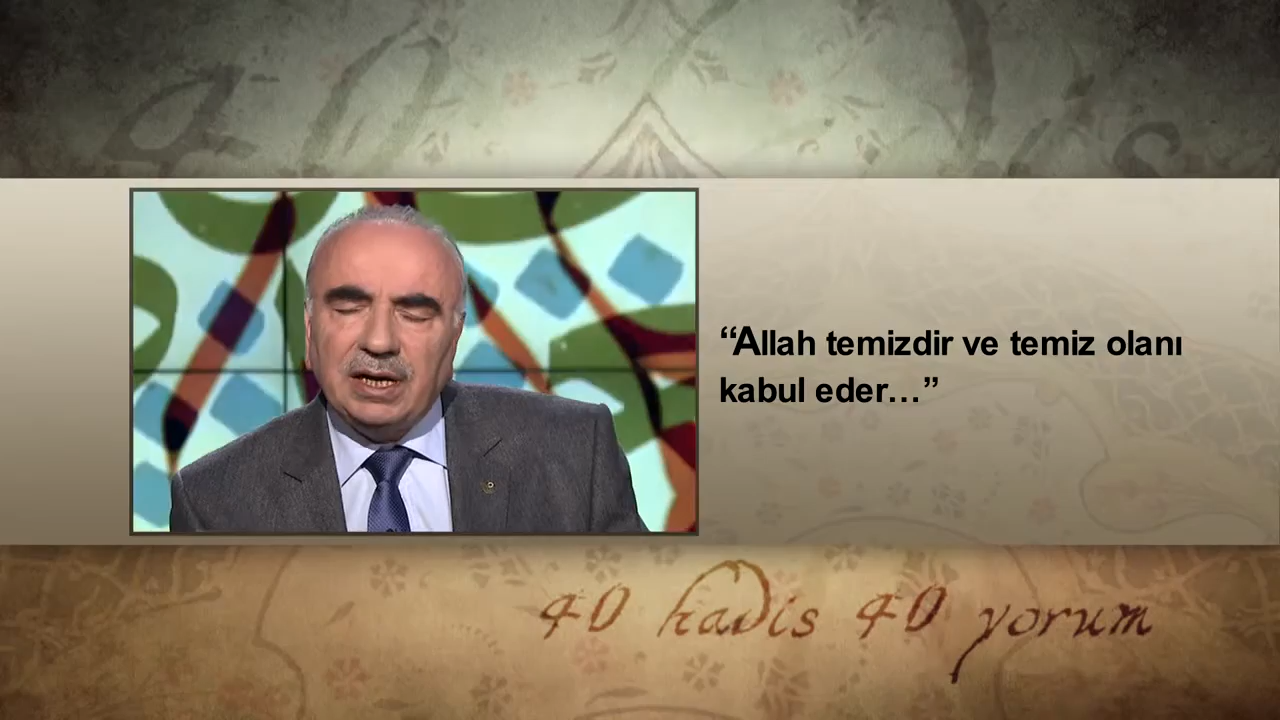 “Allah temizdir ve temiz olanı
kabul eder…”
40 hadis 40 yorum